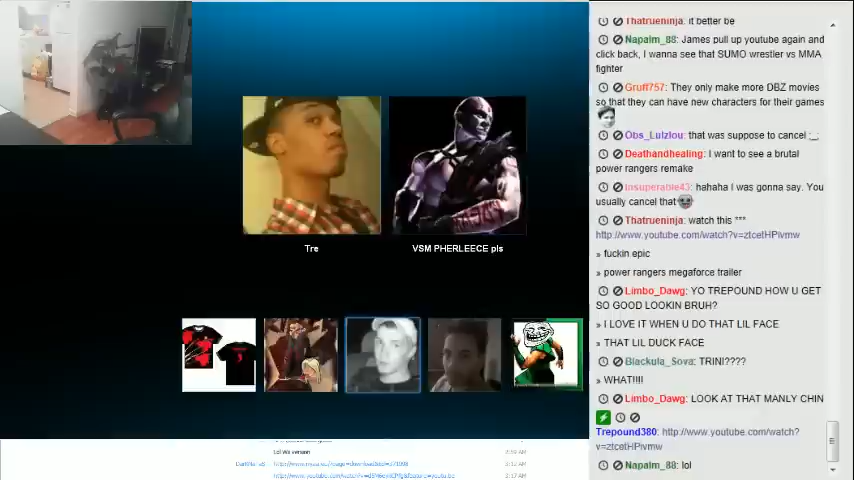 Thatrueninja: it better be
Napalm_88: James pull up youtube again and
click back, I wanna see that SUMO wrestler vs MMA
fighter
Gruff757: They only make more DBZ movies
so that they can have new characters for their games
Obs_Lulzlou: that was suppose to cancel :_:
Deathandhealing: I want to see a brutal
power rangers remake
Insuperable43: hahaha I was gonna say. You
usually cancel that
Thatrueninja: watch this ***
http://www.youtube.com/watch?v=ztcetHPivmw
» fuckin epic
» power rangers megaforce trailer
Limbo_Dawg: YO TREPOUND HOW U GET
SO GOOD LOOKIN BRUH?
» I LOVE IT WHEN U DO THAT LIL FACE
» THAT LIL DUCK FACE
Blackula_Sova: TRINI????
» WHAT!!!!
Limbo_Dawg: LOOK AT THAT MANLY CHIN
Trepound380: http://www.youtube.com/watch?
v=ztcetHPivmw
Napalm_88: lol
Tre
VSM PHERLEECE pls
Lol Wii version